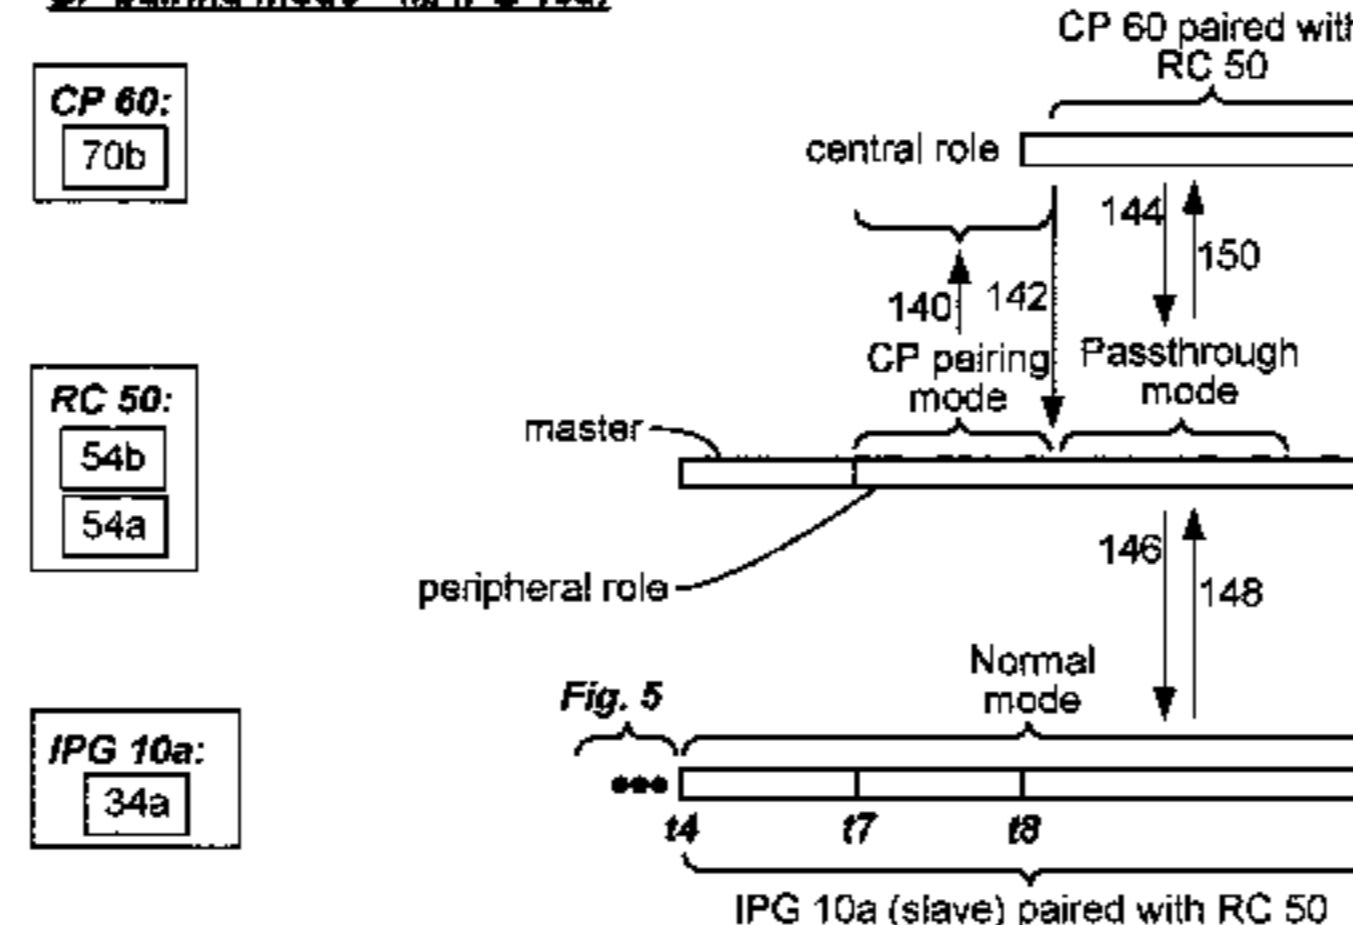 CP 60 paired with
RC 50
CP 60:
70b
central role
144
150
140
142
CP pairing
mode
Passthrough
mode
RC 50:
54b
54a
master
peripheral role
146
148
Normal
mode
Fig. 5
IPG 10a:
34a
t4
t7
t8
IPG 10a (slave) paired with RC 50